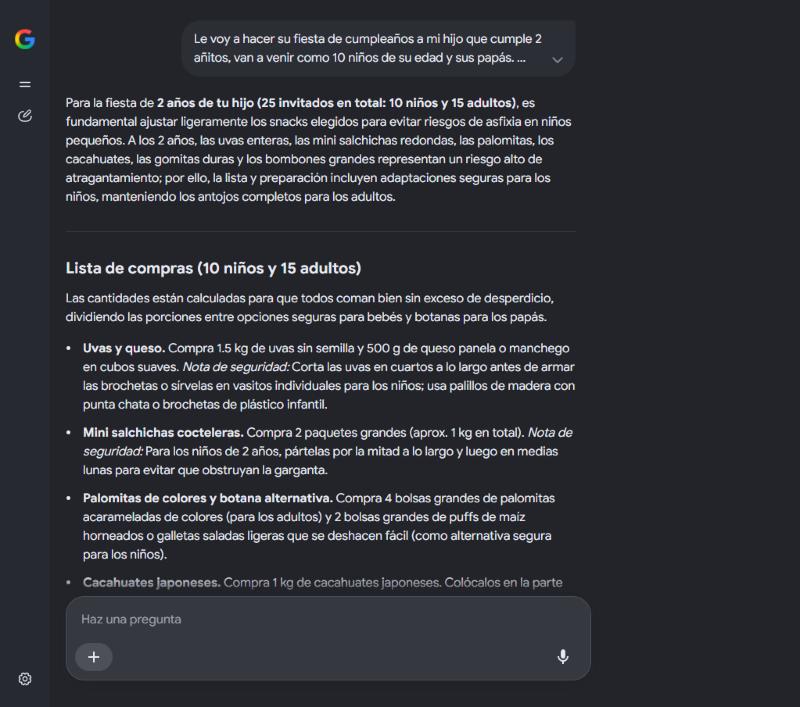 Le voy a hacer su fiesta de cumpleaños a mi hijo que cumple 2
añitos, van a venir como 10 niños de su edad y sus papás. ...
Para la fiesta de 2 años de tu hijo (25 invitados en total: 10 niños y 15 adultos), es
fundamental ajustar ligeramente los snacks elegidos para evitar riesgos de asfixia en niños
pequeños. A los 2 años, las uvas enteras, las mini salchichas redondas, las palomitas, los
cacahuates, las gomitas duras y los bombones grandes representan un riesgo alto de
atragantamiento; por ello, la lista y preparación incluyen adaptaciones seguras para los
niños, manteniendo los antojos completos para los adultos.
Lista de compras (10 niños y 15 adultos)
Las cantidades están calculadas para que todos coman bien sin exceso de desperdicio,
dividiendo las porciones entre opciones seguras para bebés y botanas para los papás.
• Uvas y queso. Compra 1.5 kg de uvas sin semilla y 500 g de queso panela o manchego
en cubos suaves. Nota de seguridad: Corta las uvas en cuartos a lo largo antes de armar
las brochetas o sírvelas en vasitos individuales para los niños; usa palillos de madera con
punta chata o brochetas de plástico infantil.
• Mini salchichas cocteleras. Compra 2 paquetes grandes (aprox. 1 kg en total). Nota de
seguridad: Para los niños de 2 años, pártelas por la mitad a lo largo y luego en medias
lunas para evitar que obstruyan la garganta.
• Palomitas de colores y botana alternativa. Compra 4 bolsas grandes de palomitas
acarameladas de colores (para los adultos) y 2 bolsas grandes de puffs de maíz
horneados o galletas saladas ligeras que se deshacen fácil (como alternativa segura
para los niños).
• Cacahuates japoneses. Compra 1 kg de cacahuates japoneses. Colócalos en la parte
Haz una pregunta